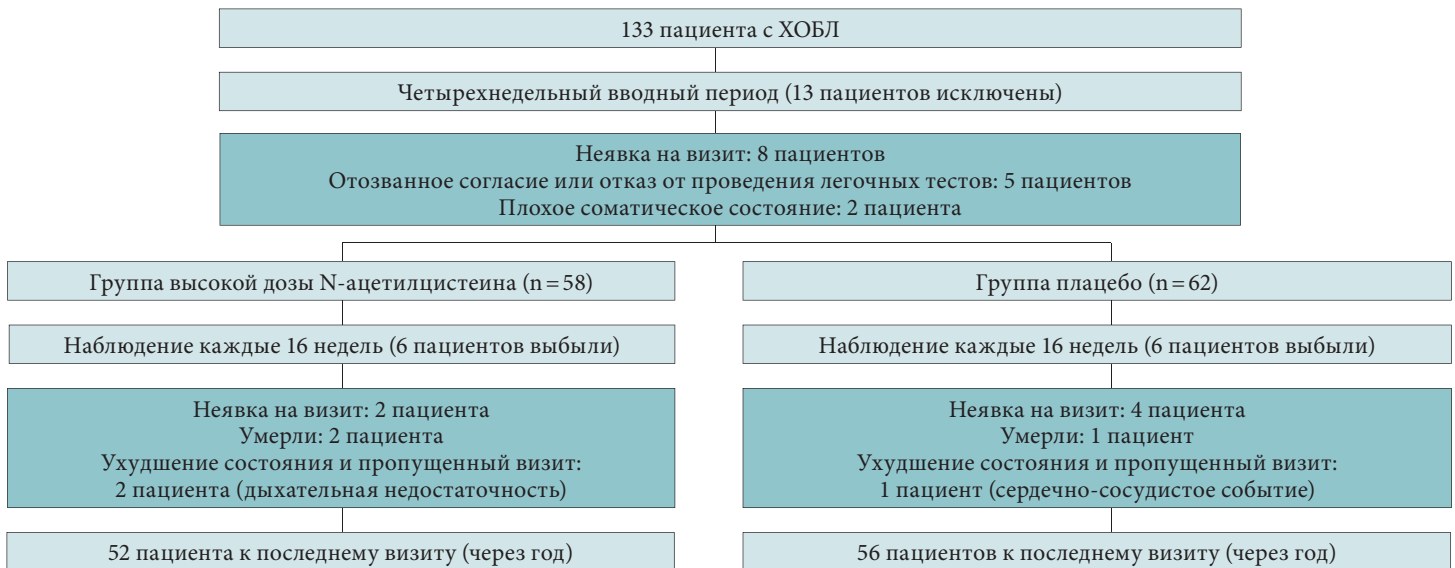 133 пациента с ХОБЛ
Четырехнедельный вводный период (13 пациентов исключены)
Неявка на визит: 8 пациентов
Отозванное согласие или отказ от проведения легочных тестов: 5 пациентов
Плохое соматическое состояние: 2 пациента
Группа высокой дозы N-ацетилцистеина (n = 58)
Наблюдение каждые 16 недель (6 пациентов выбыли)
Неявка на визит: 2 пациента
Умерли: 2 пациента
Ухудшение состояния и пропущенный визит:
2 пациента (дыхательная недостаточность)
52 пациента к последнему визиту (через год)
Группа плацебо (n = 62)
Наблюдение каждые 16 недель (6 пациентов выбыли)
Неявка на визит: 4 пациента
Умерли: 1 пациент
Ухудшение состояния и пропущенный визит:
1 пациент (сердечно-сосудистое событие)
56 пациентов к последнему визиту (через год)